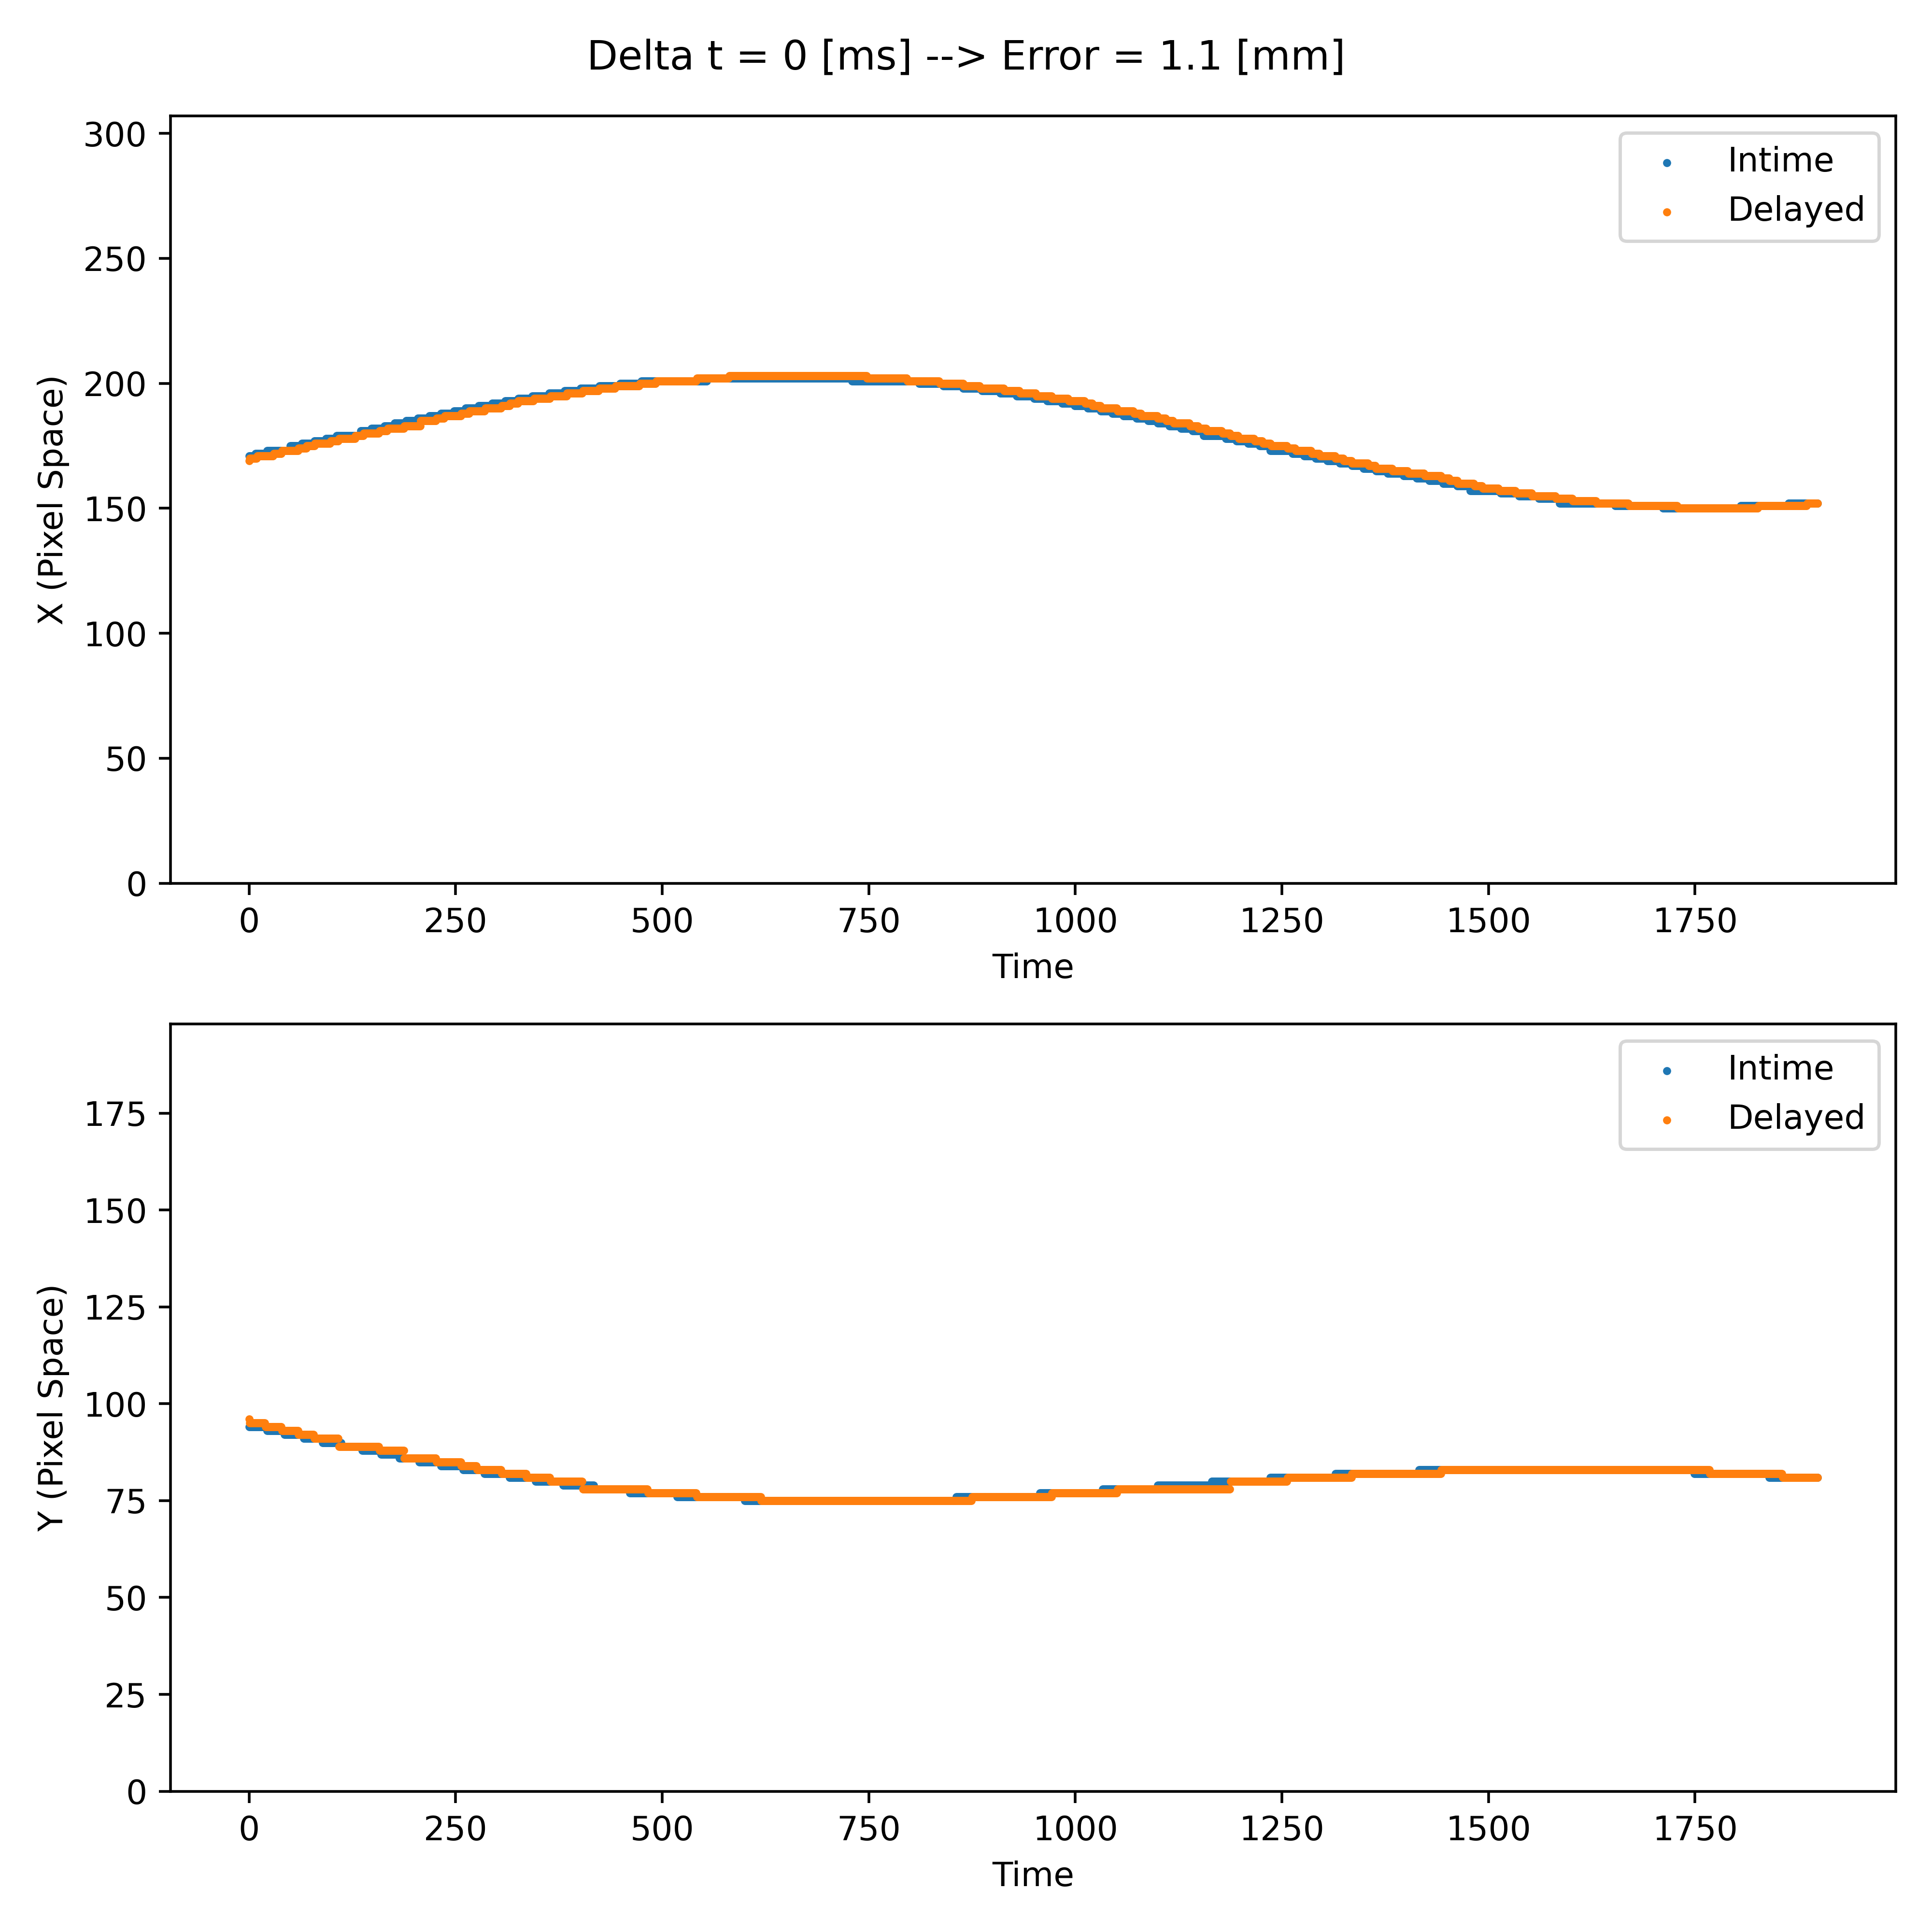 Delta t = 0 [ms] --> Error = 1.1 [mm]
300
250
200
150
100
50
0
X (Pixel Space)
Intime
Delayed
0 250 500 750 1000 1250 1500 1750
Time
175
150
125
100
75
50
25
0
Y (Pixel Space)
Intime
Delayed
0 250 500 750 1000 1250 1500 1750
Time